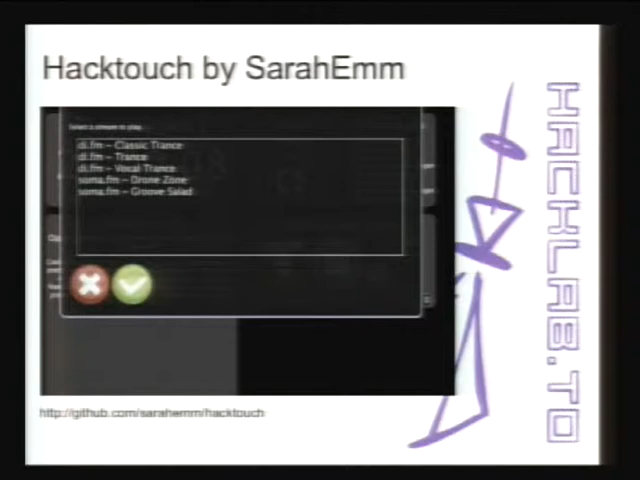 Hacktouch by SarahEmm
Select a stream to play...
di.fm – Classic Trance
di.fm – Trance
di.fm – Vocal Trance
soma.fm – Drone Zone
soma.fm – Groove Salad
http://github.com/sarahemm/hacktouch
HACKLAB.TO